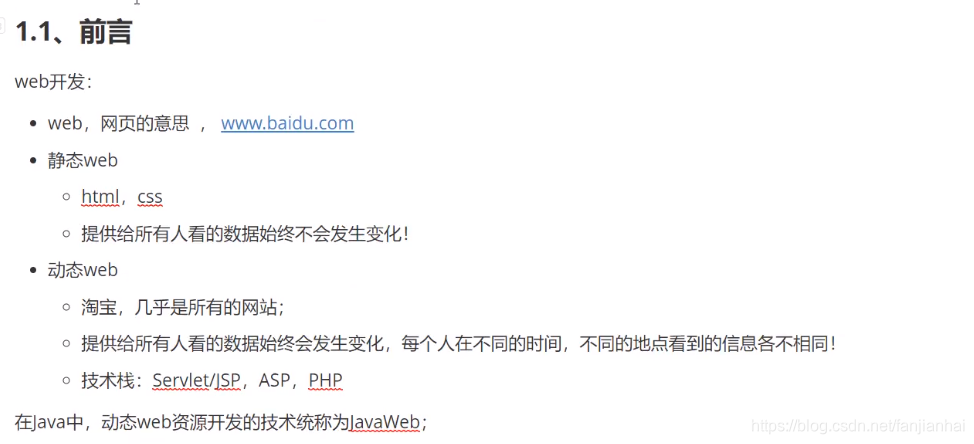 1.1、前言
web开发：
• web，网页的意思 ， www.baidu.com
• 静态web
◦ html，css
◦ 提供给所有人看的数据始终不会发生变化！
• 动态web
◦ 淘宝，几乎是所有的网站；
◦ 提供给所有人看的数据始终会发生变化，每个人在不同的时间，不同的地点看到的信息各不相同！
◦ 技术栈：Servlet/JSP，ASP，PHP
在Java中，动态web资源开发的技术统称为JavaWeb；
https://blog.csdn.net/fanjianhai